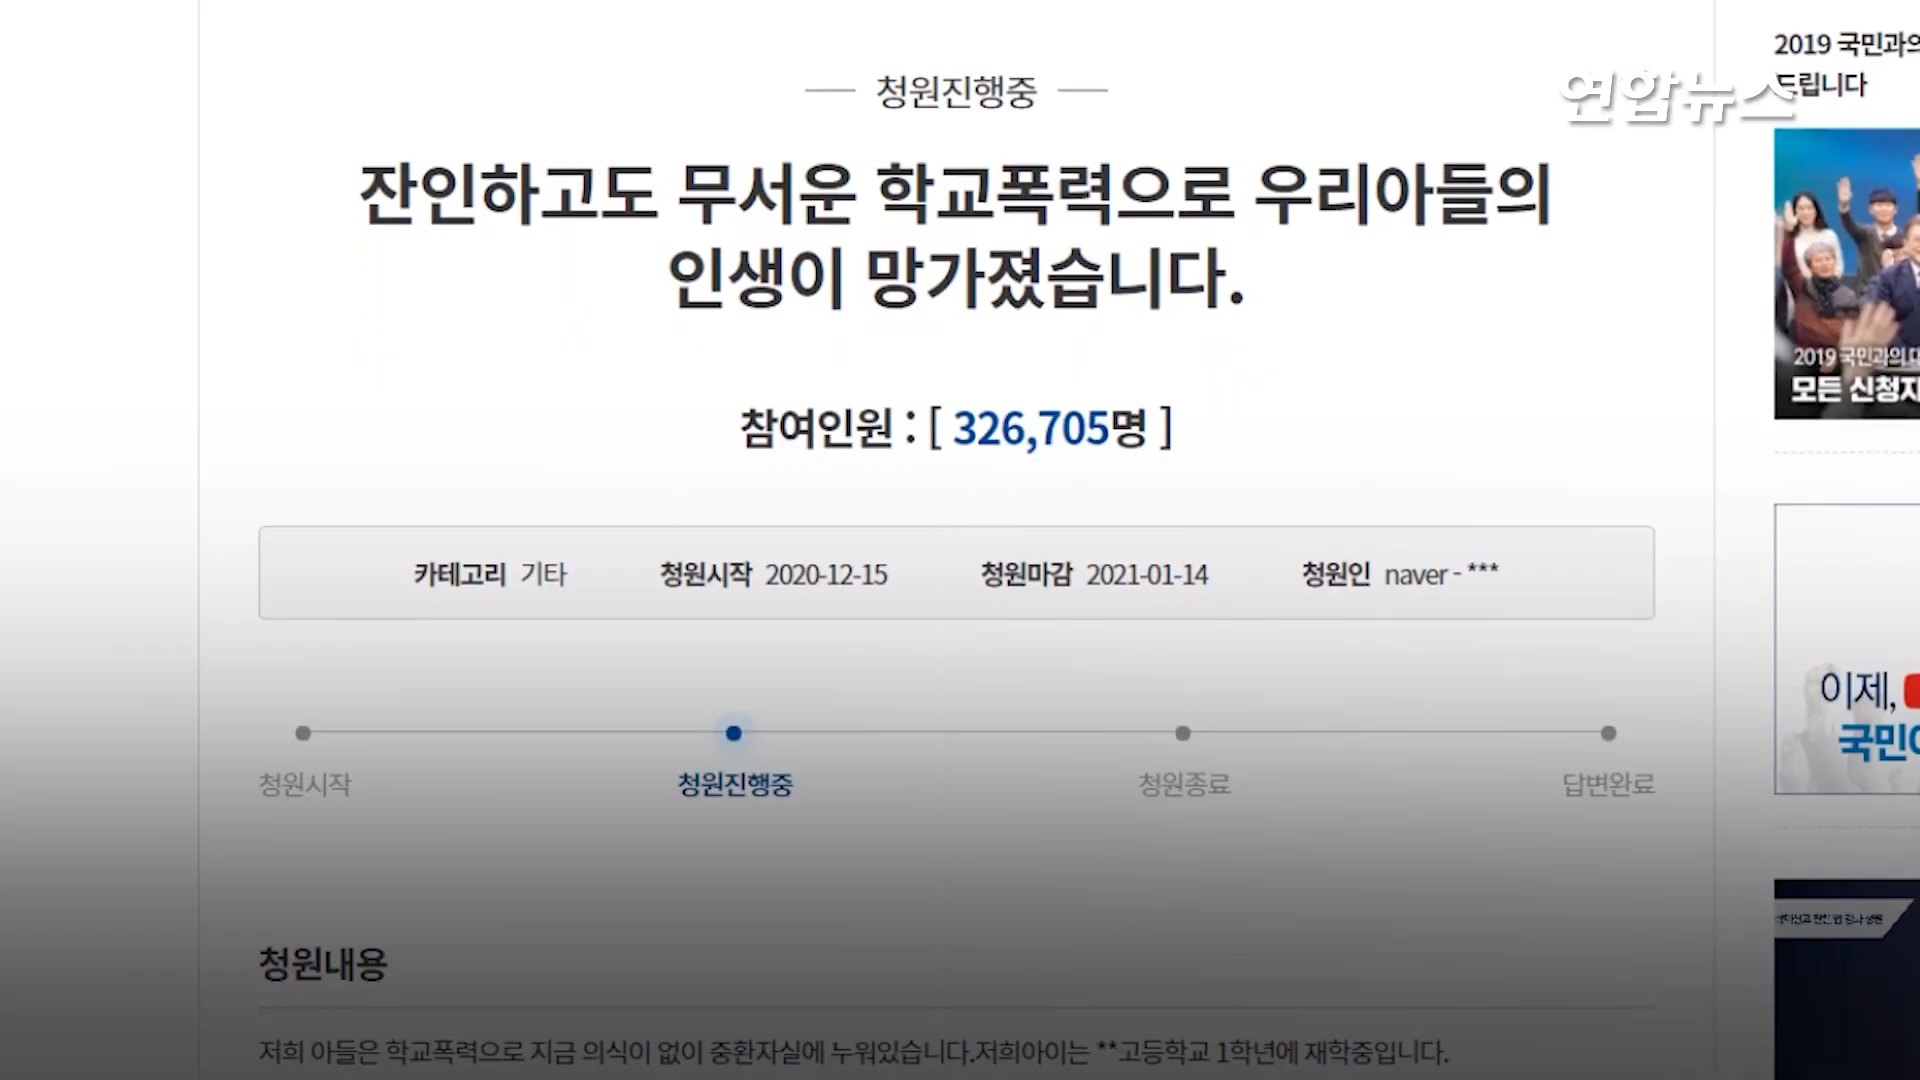 청원진행중
잔인하고도 무서운 학교폭력으로 우리아들의
인생이 망가졌습니다.
참여인원 : [ 326,705명 ]
카테고리 기타 청원시작 2020-12-15 청원마감 2021-01-14 청원인 naver - ***
청원시작 청원진행중 청원종료 답변완료
청원내용
저희 아들은 학교폭력으로 지금 의식이 없이 중환자실에 누워있습니다.저희아이는 **고등학교 1학년에 재학중입니다.
연합뉴스
2019 국민과의
드립니다
2019 국민과의
모든 신청자
이제,